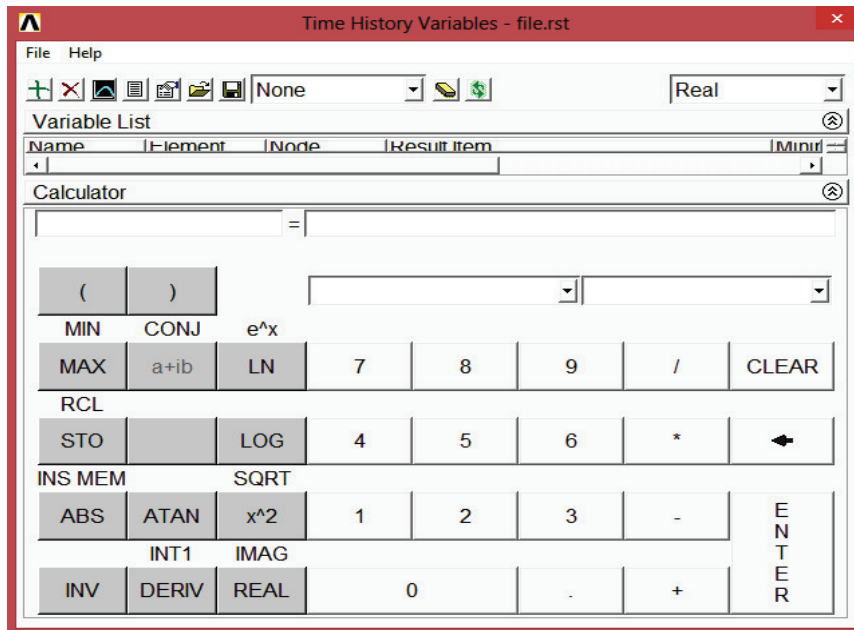 Time History Variables - file.rst
File Help
None Real
Variable List
Name Element Node Result Item
Calculator
=
( )
MIN CONJ e^x
MAX a+ib LN 7 8 9 / CLEAR
RCL
STO LOG 4 5 6 *
INS MEM SQRT
ABS ATAN x^2 1 2 3 - ENTER
INT1 IMAG
INV DERIV REAL 0 . +